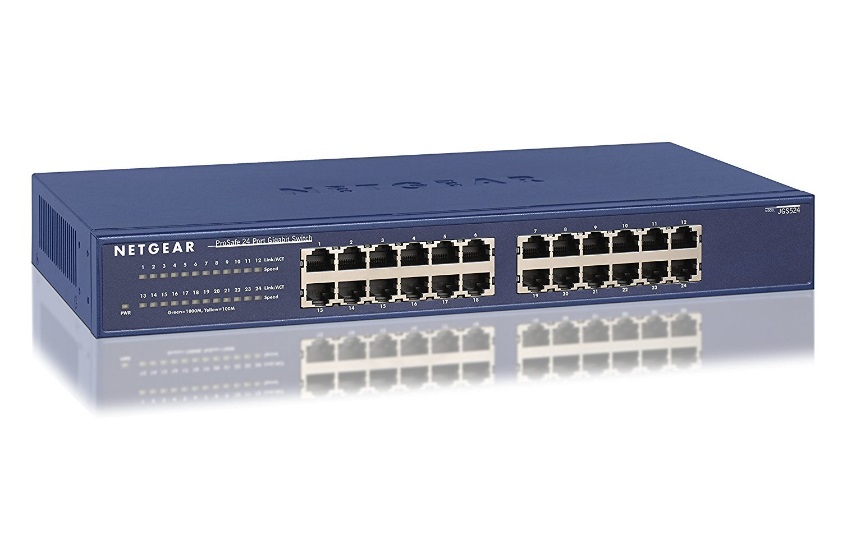 NETGEAR
NETGEAR
ProSafe 24 Port Gigabit Switch
JGS524
1 2 3 4 5 6 7 8 9 10 11 12 Link/ACT
Speed
13 14 15 16 17 18 19 20 21 22 23 24 Link/ACT
Speed
PWR
Green=1000M, Yellow=100M
1 2 3 4 5 6
13 14 15 16 17 18
7 8 9 10 11 12
19 20 21 22 23 24